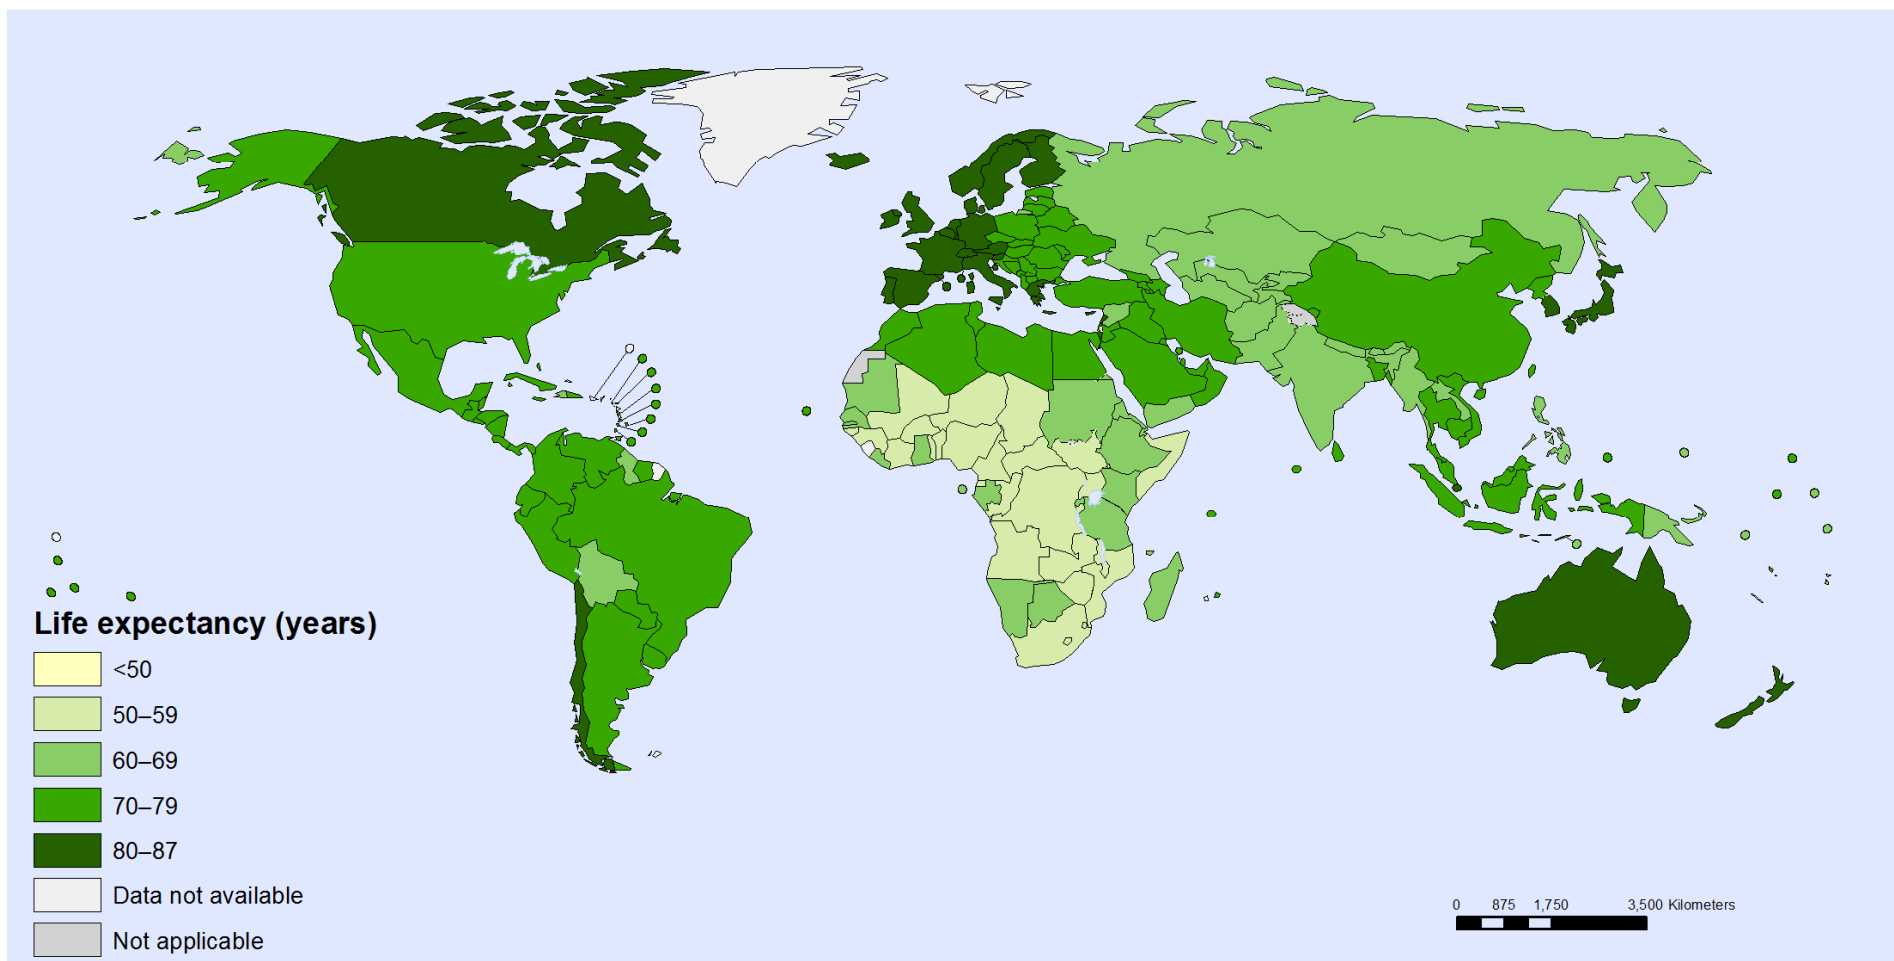 Life expectancy (years)
<50
50–59
60–69
70–79
80–87
Data not available
Not applicable
0 875 1,750 3,500 Kilometers